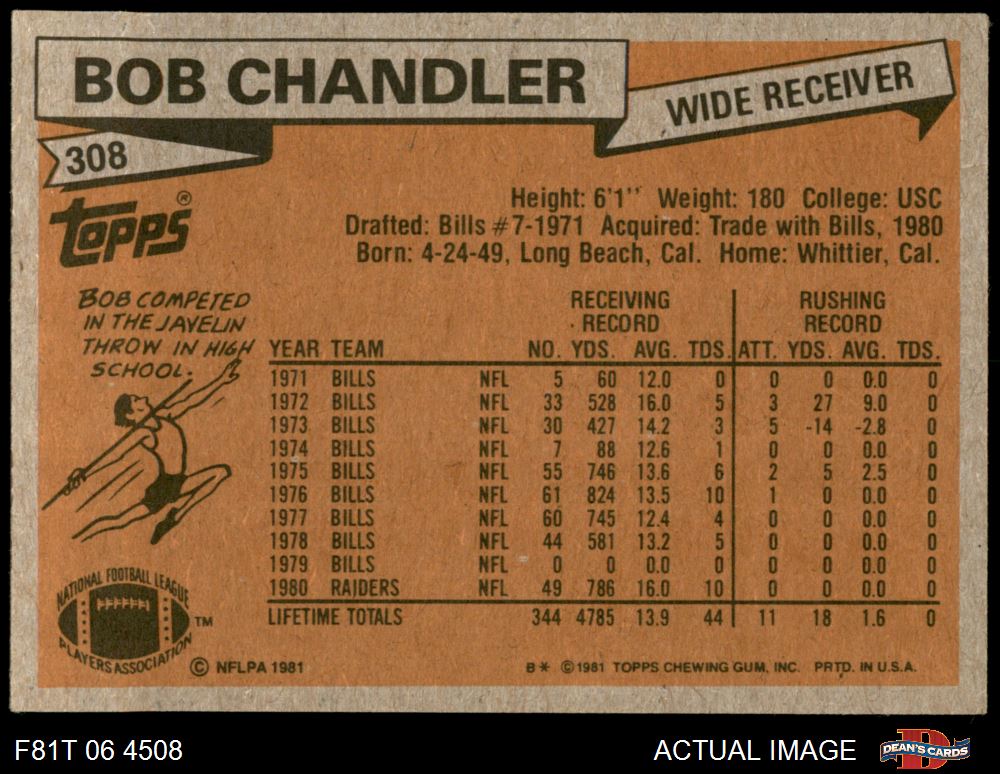 BOB CHANDLER
WIDE RECEIVER
308
TOPPS®
Height: 6'1'' Weight: 180 College: USC
Drafted: Bills #7-1971 Acquired: Trade with Bills, 1980
Born: 4-24-49, Long Beach, Cal. Home: Whittier, Cal.
BOB COMPETED
IN THE JAVELIN
THROW IN HIGH
SCHOOL.
RECEIVING RUSHING
RECORD RECORD
YEAR TEAM NO. YDS. AVG. TDS. ATT. YDS. AVG. TDS.
1971 BILLS NFL 5 60 12.0 0 0 0 0.0 0
1972 BILLS NFL 33 528 16.0 5 3 27 9.0 0
1973 BILLS NFL 30 427 14.2 3 5 -14 -2.8 0
1974 BILLS NFL 7 88 12.6 1 0 0 0.0 0
1975 BILLS NFL 55 746 13.6 6 2 5 2.5 0
1976 BILLS NFL 61 824 13.5 10 1 0 0.0 0
1977 BILLS NFL 60 745 12.4 4 0 0 0.0 0
1978 BILLS NFL 44 581 13.2 5 0 0 0.0 0
1979 BILLS NFL 0 0 0.0 0 0 0 0.0 0
1980 RAIDERS NFL 49 786 16.0 10 0 0 0.0 0
LIFETIME TOTALS 344 4785 13.9 44 11 18 1.6 0
NATIONAL FOOTBALL LEAGUE
PLAYERS ASSOCIATION
TM
© NFLPA 1981
B* ©1981 TOPPS CHEWING GUM, INC. PRTD. IN U.S.A.
F81T 06 4508
ACTUAL IMAGE
D
DEAN'S CARDS